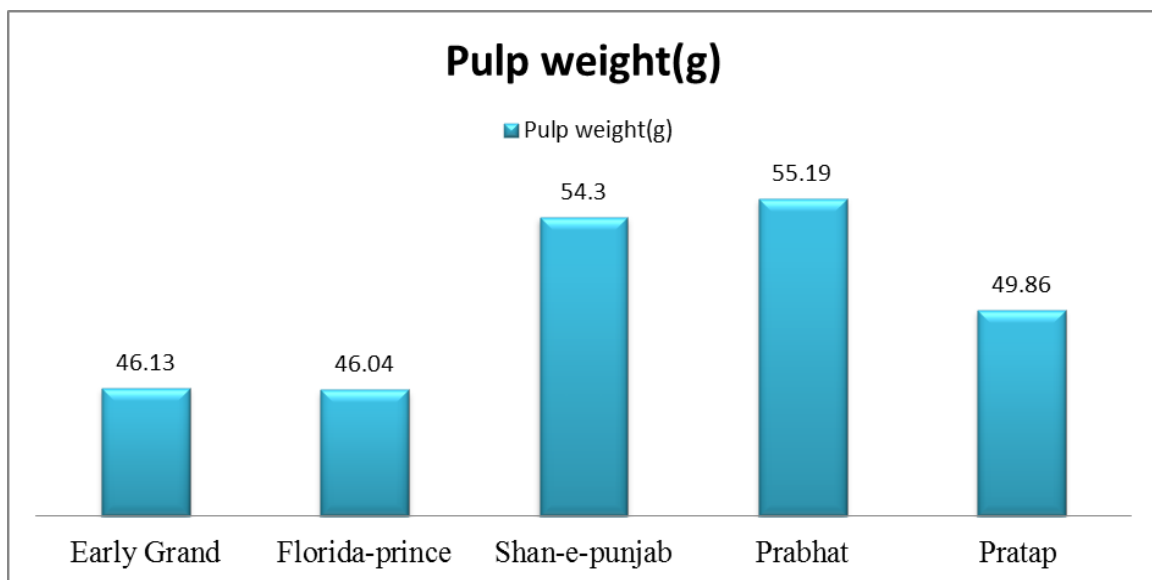 Pulp weight(g)
Pulp weight(g)
55.19
54.3
49.86
46.13
46.04
Early Grand Florida-prince Shan-e-punjab Prabhat Pratap